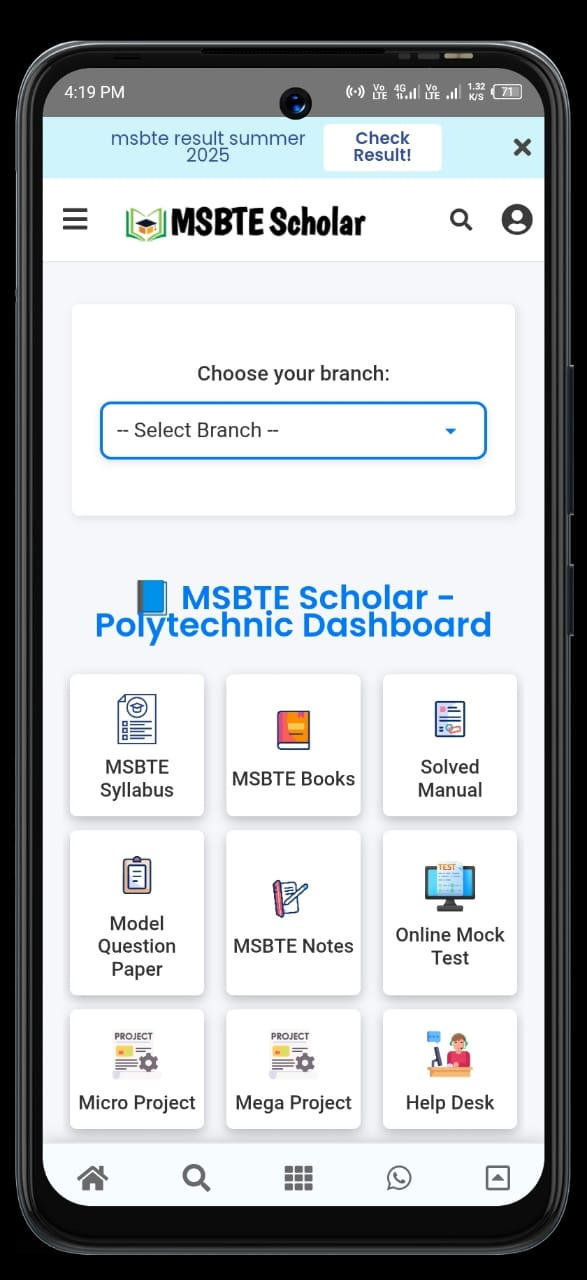 4:19 PM
Vo LTE 4G Vo LTE 1.32 K/S 71
msbte result summer
2025
Check
Result!
MSBTE Scholar
Choose your branch:
-- Select Branch --
📘 MSBTE Scholar -
Polytechnic Dashboard
MSBTE
Syllabus
MSBTE Books
Solved
Manual
Model
Question
Paper
MSBTE Notes
TEST
Online Mock
Test
PROJECT
Micro Project
PROJECT
Mega Project
Help Desk